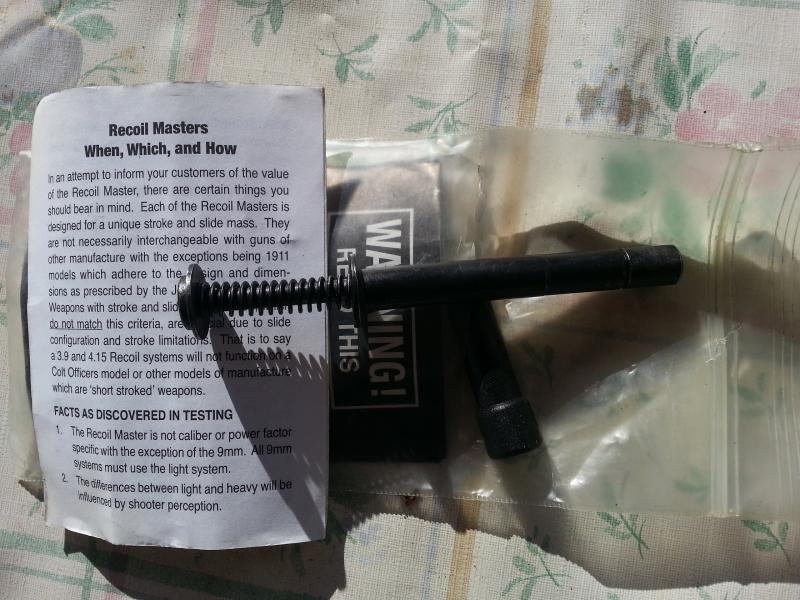 Recoil Masters
When, Which, and How
In an attempt to inform your customers of the value
of the Recoil Master, there are certain things you
should bear in mind. Each of the Recoil Masters is
designed for a unique stroke and slide mass. They
are not necessarily interchangeable with guns of
other manufacture with the exceptions being 1911
models which adhere to the design and dimen-
sions as prescribed by the
Weapons with stroke and
do not match this criteria, are due to slide
configuration and stroke limitations. That is to say
a 3.9 and 4.15 Recoil systems will not function on a
Colt Officers model or other models of manufacture
which are 'short stroked' weapons.
FACTS AS DISCOVERED IN TESTING
1. The Recoil Master is not caliber or power factor
specific with the exception of the 9mm. All 9mm
systems must use the light system.
2. The differences between light and heavy will be
influenced by shooter perception.
WARNING!
READ THIS